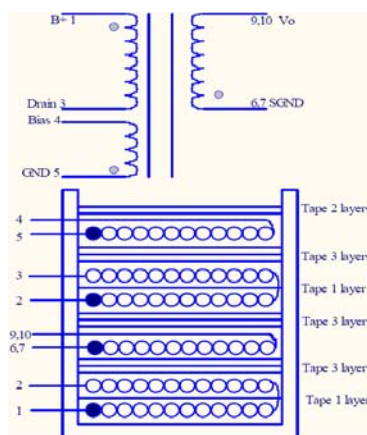 B+ 1
9,10 Vo
Drain 3
6,7 SGND
Bias 4
GND 5
Tape 2 layers
4
5
Tape 3 layers
3
Tape 1 layer
2
Tape 3 layers
9,10
6,7
Tape 3 layers
2
Tape 1 layer
1